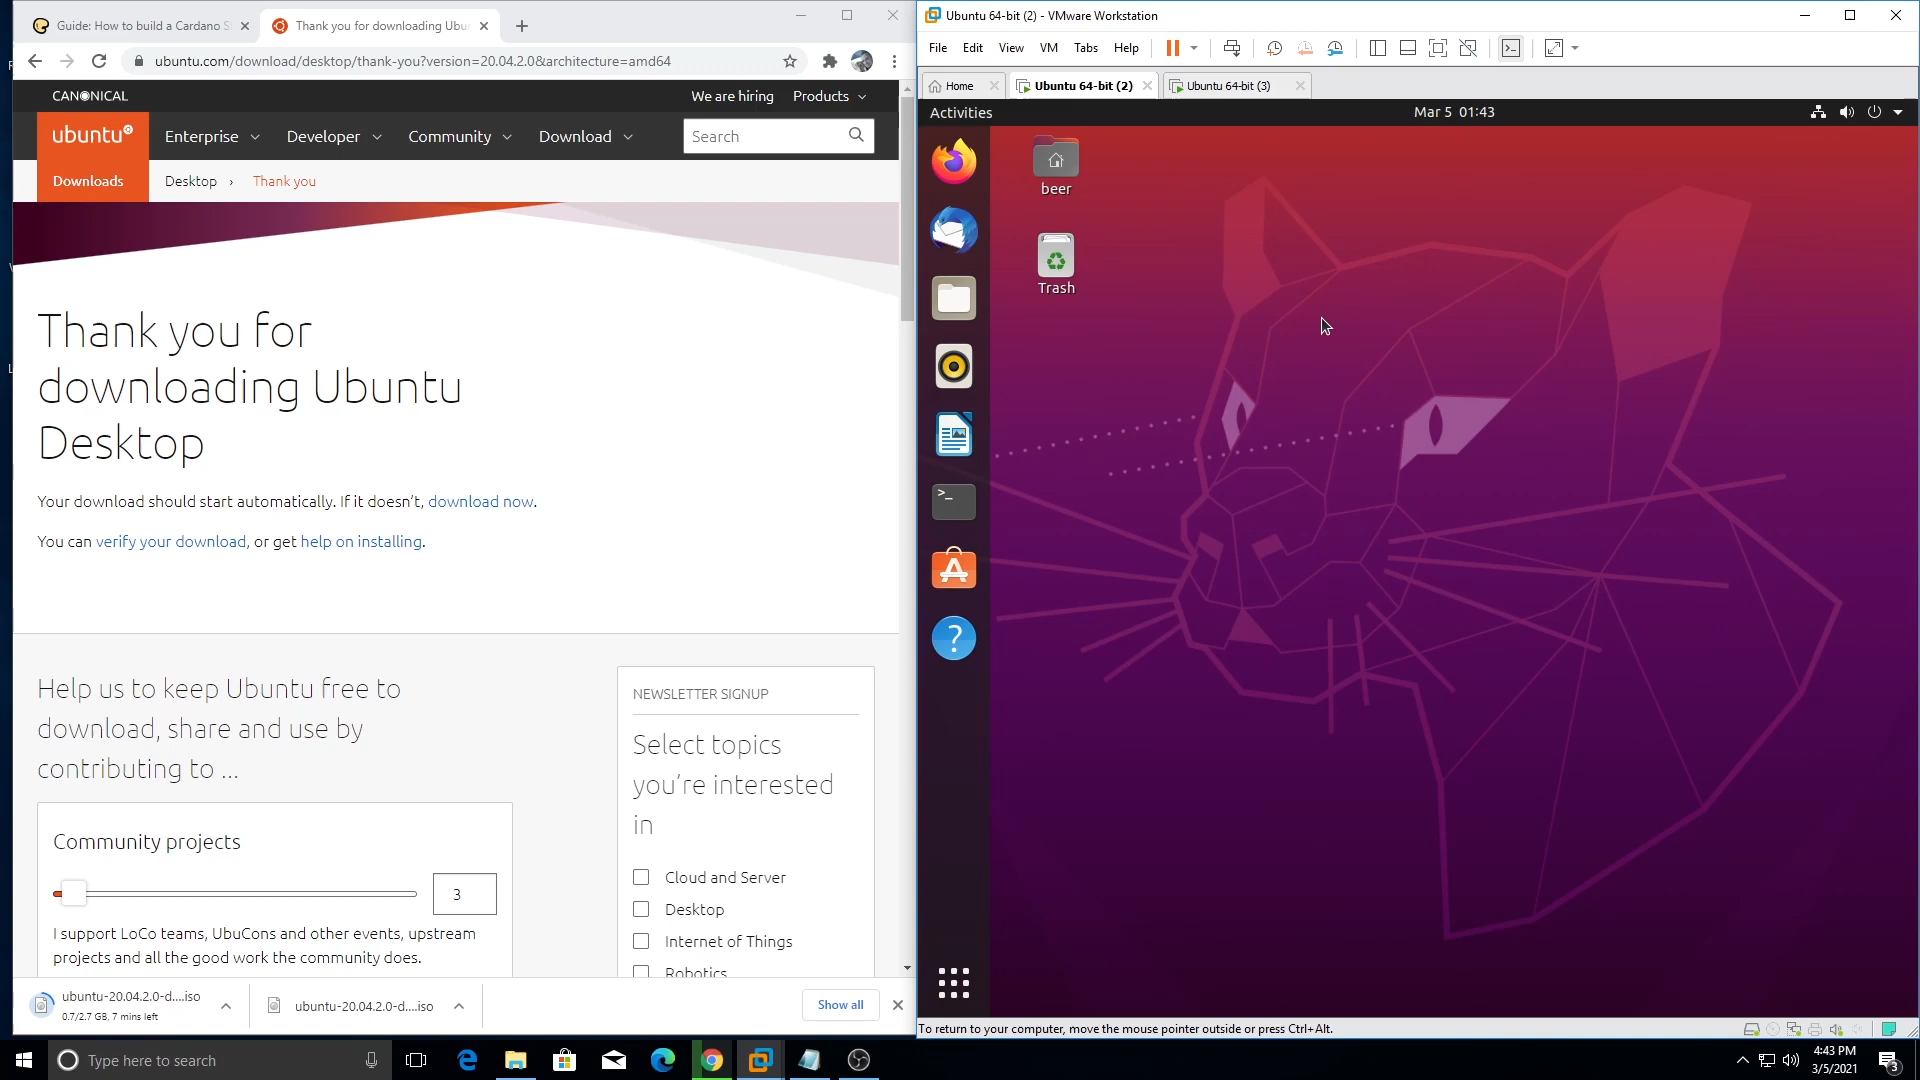 Guide: How to build a Cardano S
Thank you for downloading Ubu
ubuntu.com/download/desktop/thank-you?version=20.04.2.0&architecture=amd64
CANONICAL
We are hiring
Products
ubuntu
Enterprise
Developer
Community
Download
Search
Downloads
Desktop
›
Thank you
Thank you for
downloading Ubuntu
Desktop
Your download should start automatically. If it doesn’t, download now.
You can verify your download, or get help on installing.
Help us to keep Ubuntu free to
download, share and use by
contributing to ...
Community projects
3
I support LoCo teams, UbuCons and other events, upstream
projects and all the good work the community does.
NEWSLETTER SIGNUP
Select topics
you’re interested
in
Cloud and Server
Desktop
Internet of Things
Robotics
ubuntu-20.04.2.0-d....iso
0.7/2.7 GB, 7 mins left
ubuntu-20.04.2.0-d....iso
Show all
Ubuntu 64-bit (2) - VMware Workstation
File Edit View VM Tabs Help
Home
Ubuntu 64-bit (2)
Ubuntu 64-bit (3)
Activities
Mar 5 01:43
beer
Trash
>_
?
To return to your computer, move the mouse pointer outside or press Ctrl+Alt.
Type here to search
4:43 PM
3/5/2021
3